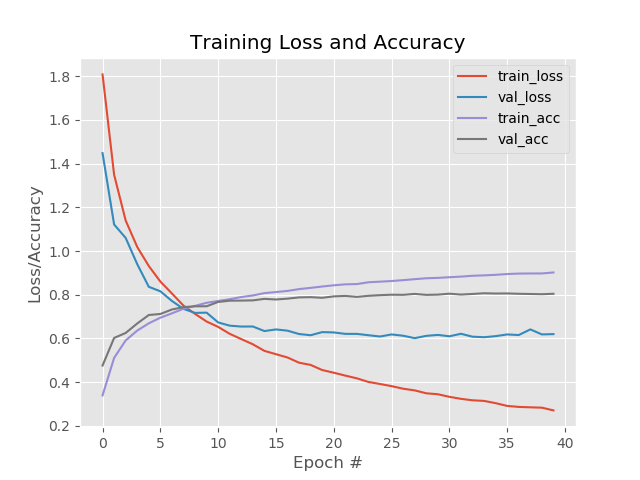 Training Loss and Accuracy
train_loss
val_loss
train_acc
val_acc
Loss/Accuracy
1.8
1.6
1.4
1.2
1.0
0.8
0.6
0.4
0.2
0 5 10 15 20 25 30 35 40
Epoch #